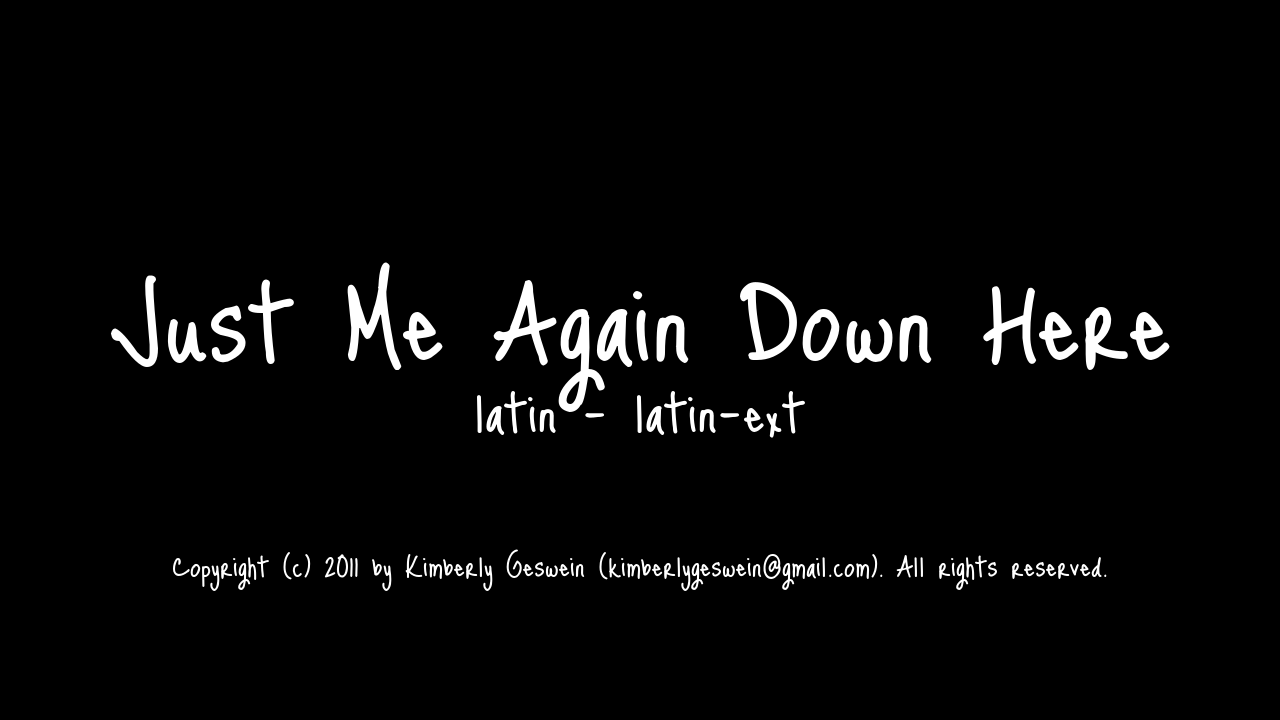 Just Me Again Down Here
latin - latin-ext
Copyright (c) 2011 by Kimberly Geswein (kimberlygeswein@gmail.com). All rights reserved.